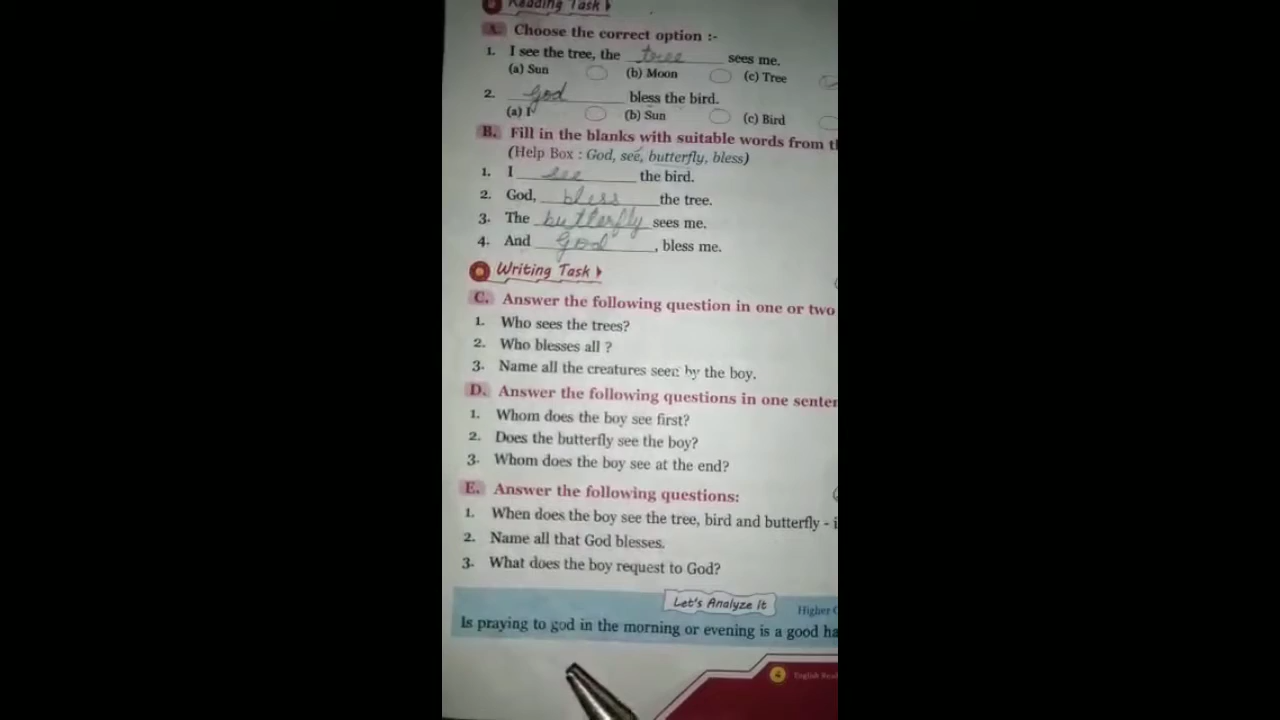 Reading Task
A. Choose the correct option :-
1. I see the tree, the tree sees me.
(a) Sun (b) Moon (c) Tree
2. God bless the bird.
(a) I (b) Sun (c) Bird
B. Fill in the blanks with suitable words from
(Help Box : God, see, butterfly, bless)
1. I see the bird.
2. God, bless the tree.
3. The butterfly sees me.
4. And God, bless me.
Writing Task
C. Answer the following question in one or two
1. Who sees the trees?
2. Who blesses all ?
3. Name all the creatures seen by the boy.
D. Answer the following questions in one
1. Whom does the boy see first?
2. Does the butterfly see the boy?
3. Whom does the boy see at the end?
E. Answer the following questions:
1. When does the boy see the tree, bird and butterfly -
2. Name all that God blesses.
3. What does the boy request to God?
Let's Analyze It
Higher
Is praying to god in the morning or evening is a good
4 English